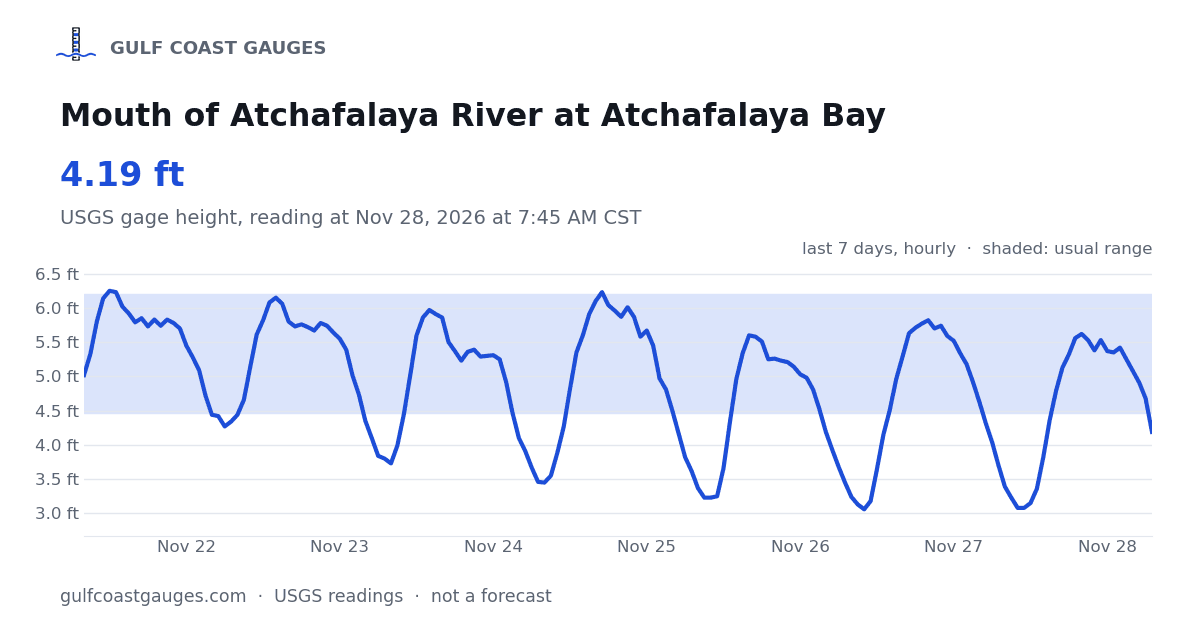 GULF COAST GAUGES
Mouth of Atchafalaya River at Atchafalaya Bay
4.19 ft
USGS gage height, reading at Nov 28, 2026 at 7:45 AM CST
last 7 days, hourly · shaded: usual range
6.5 ft
6.0 ft
5.5 ft
5.0 ft
4.5 ft
4.0 ft
3.5 ft
3.0 ft
Nov 22 Nov 23 Nov 24 Nov 25 Nov 26 Nov 27 Nov 28
gulfcoastgauges.com · USGS readings · not a forecast